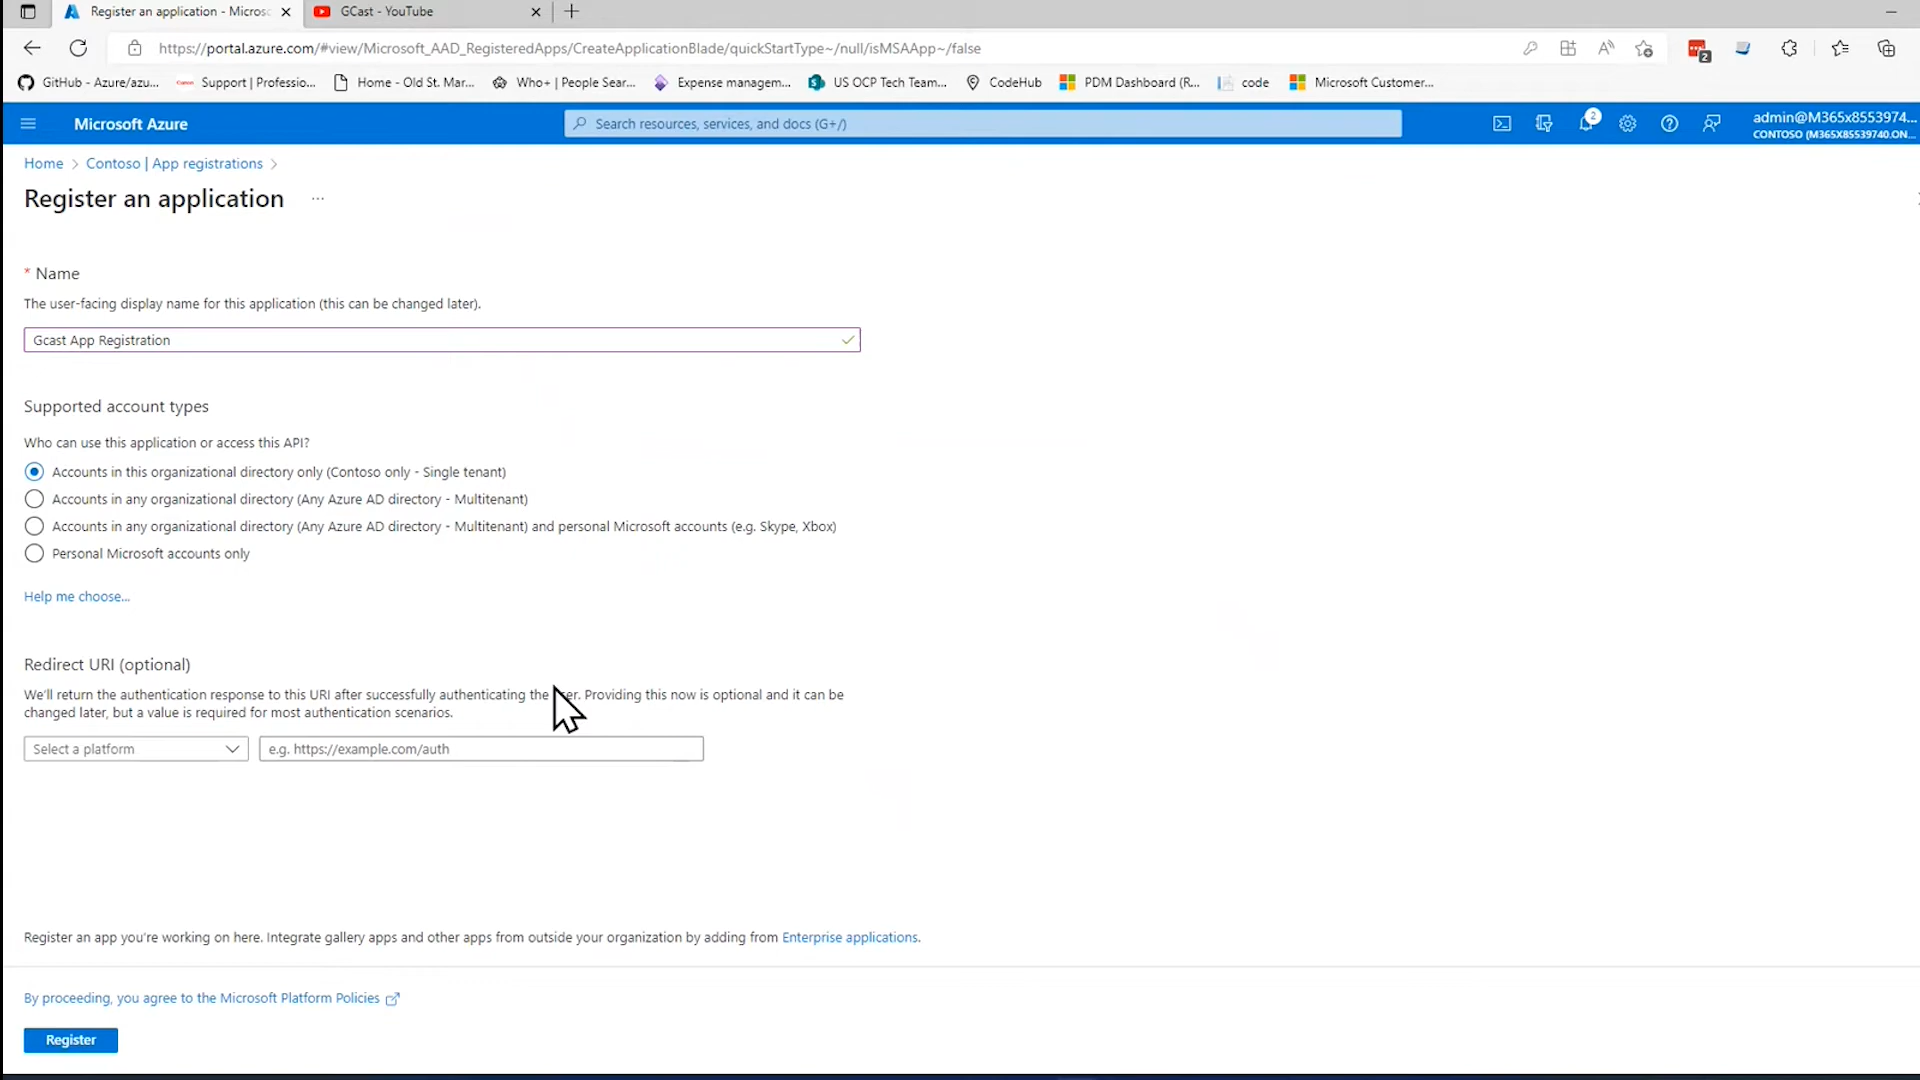 Register an application - Microso
GCast - YouTube
https://portal.azure.com/#view/Microsoft_AAD_RegisteredApps/CreateApplicationBlade/quickStartType~/null/isMSAApp~/false
2
GitHub - Azure/azu...
Support | Professio...
Home - Old St. Mar...
Who+ | People Sear...
Expense managem...
US OCP Tech Team...
CodeHub
PDM Dashboard (R...
code
Microsoft Customer...
Microsoft Azure
Search resources, services, and docs (G+/)
2
admin@M365x8553974...
CONTOSO (M365X85539740.ON...
Home > Contoso | App registrations >
Register an application ...
* Name
The user-facing display name for this application (this can be changed later).
Gcast App Registration
Supported account types
Who can use this application or access this API?
Accounts in this organizational directory only (Contoso only - Single tenant)
Accounts in any organizational directory (Any Azure AD directory - Multitenant)
Accounts in any organizational directory (Any Azure AD directory - Multitenant) and personal Microsoft accounts (e.g. Skype, Xbox)
Personal Microsoft accounts only
Help me choose...
Redirect URI (optional)
We'll return the authentication response to this URI after successfully authenticating the user. Providing this now is optional and it can be
changed later, but a value is required for most authentication scenarios.
Select a platform
e.g. https://example.com/auth
Register an app you're working on here. Integrate gallery apps and other apps from outside your organization by adding from Enterprise applications.
By proceeding, you agree to the Microsoft Platform Policies
Register